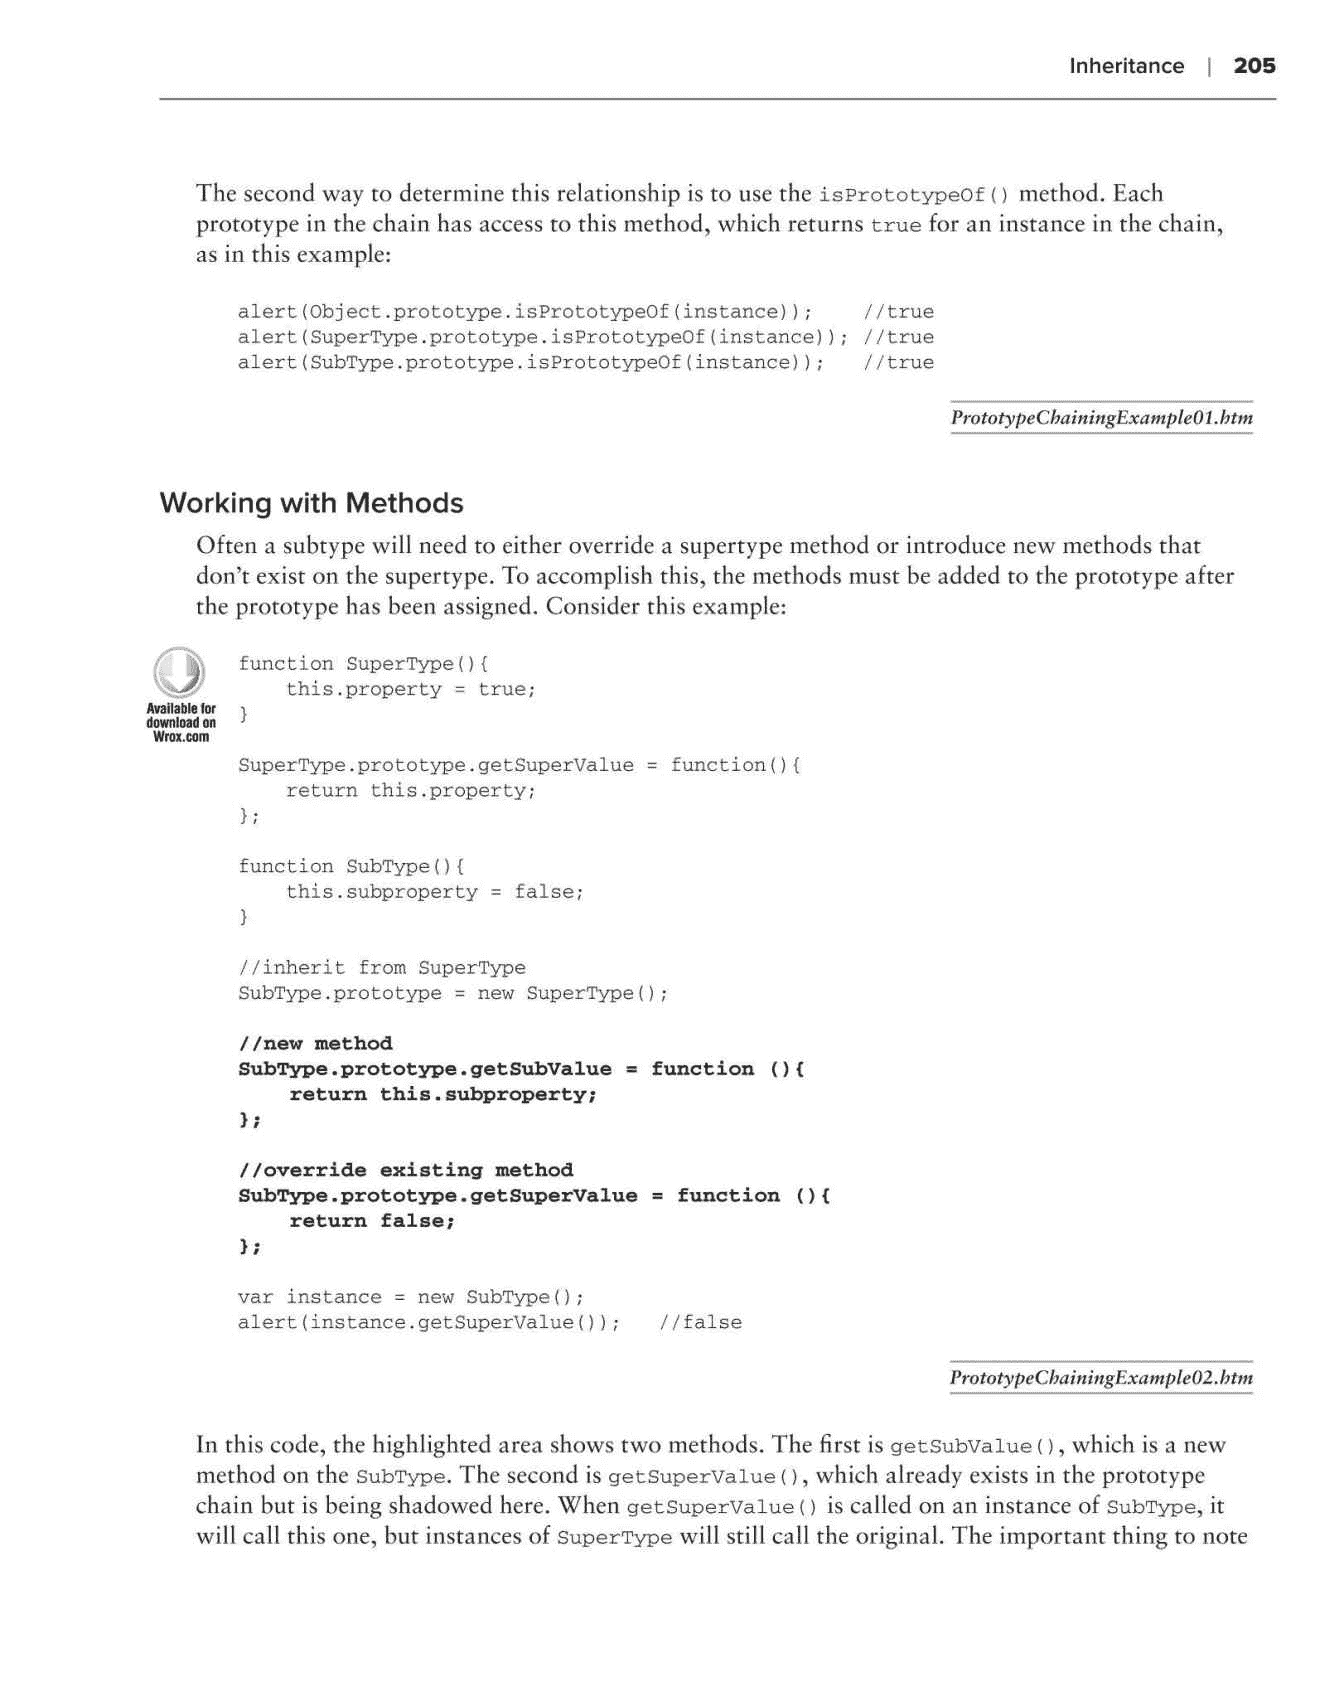 Inheritance | 205
The second way to determine this relationship is to use the isPrototypeOf() method. Each
prototype in the chain has access to this method, which returns true for an instance in the chain,
as in this example:
alert(Object.prototype.isPrototypeOf(instance));    //true
alert(SuperType.prototype.isPrototypeOf(instance)); //true
alert(SubType.prototype.isPrototypeOf(instance));   //true
PrototypeChainingExample01.htm
Working with Methods
Often a subtype will need to either override a supertype method or introduce new methods that
don’t exist on the supertype. To accomplish this, the methods must be added to the prototype after
the prototype has been assigned. Consider this example:
Available for
download on
Wrox.com
function SuperType(){
    this.property = true;
}
SuperType.prototype.getSuperValue = function(){
    return this.property;
};
function SubType(){
    this.subproperty = false;
}
//inherit from SuperType
SubType.prototype = new SuperType();
//new method
SubType.prototype.getSubValue = function (){
    return this.subproperty;
};
//override existing method
SubType.prototype.getSuperValue = function (){
    return false;
};
var instance = new SubType();
alert(instance.getSuperValue());   //false
PrototypeChainingExample02.htm
In this code, the highlighted area shows two methods. The first is getSubValue(), which is a new
method on the SubType. The second is getSuperValue(), which already exists in the prototype
chain but is being shadowed here. When getSuperValue() is called on an instance of SubType, it
will call this one, but instances of SuperType will still call the original. The important thing to note